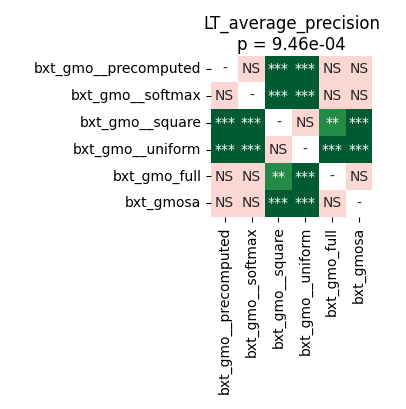 LT_average_precision
p = 9.46e-04
bxt_gmo__precomputed - NS *** *** NS NS
bxt_gmo__softmax NS - *** *** NS NS
bxt_gmo__square *** *** - NS ** ***
bxt_gmo__uniform *** *** NS - *** ***
bxt_gmo_full NS NS ** *** - NS
bxt_gmosa NS NS *** *** NS -
bxt_gmo__precomputed
bxt_gmo__softmax
bxt_gmo__square
bxt_gmo__uniform
bxt_gmo_full
bxt_gmosa